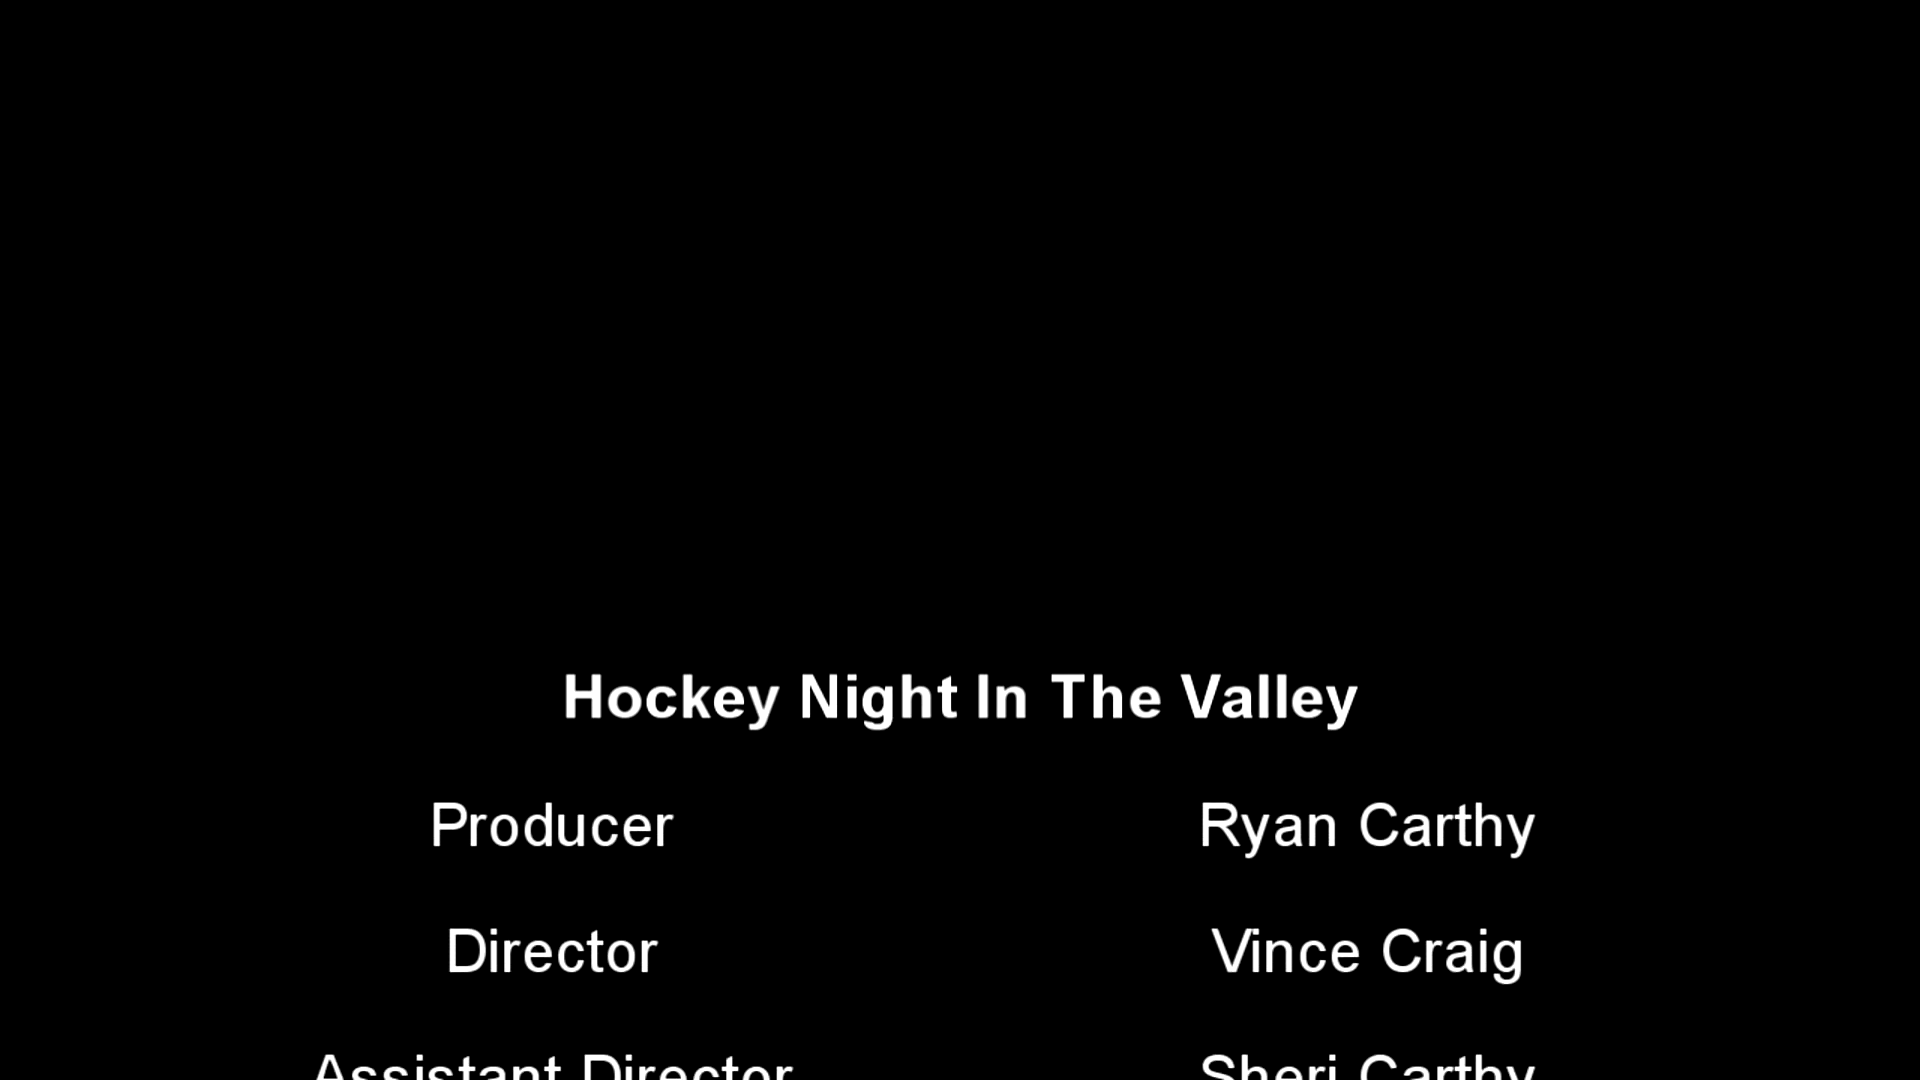 Hockey Night In The Valley
Producer Ryan Carthy
Director Vince Craig
Assistant Director Sheri Carthy